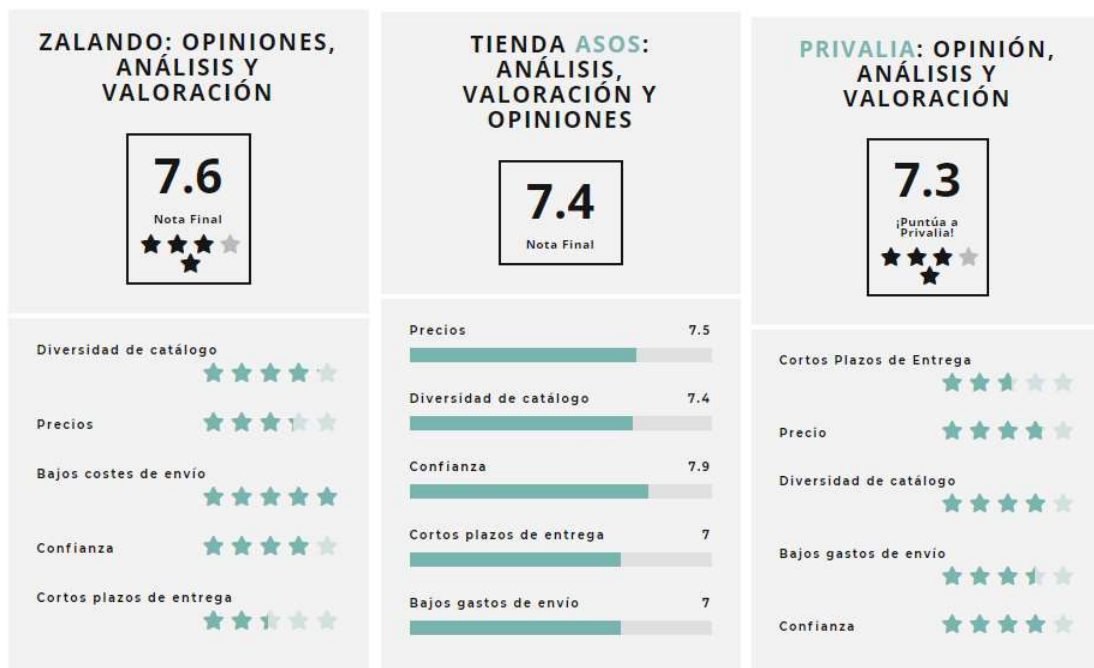 ZALANDO: OPINIONES,
ANÁLISIS Y
VALORACIÓN
7.6
Nota Final
Diversidad de catálogo
Precios
Bajos costes de envío
Confianza
Cortos plazos de entrega
TIENDA ASOS:
ANÁLISIS,
VALORACIÓN Y
OPINIONES
7.4
Nota Final
Precios 7.5
Diversidad de catálogo 7.4
Confianza 7.9
Cortos plazos de entrega 7
Bajos gastos de envío 7
PRIVALIA: OPINIÓN,
ANÁLISIS Y
VALORACIÓN
7.3
¡Puntúa a
Privalia!
Cortos Plazos de Entrega
Precio
Diversidad de catálogo
Bajos gastos de envío
Confianza